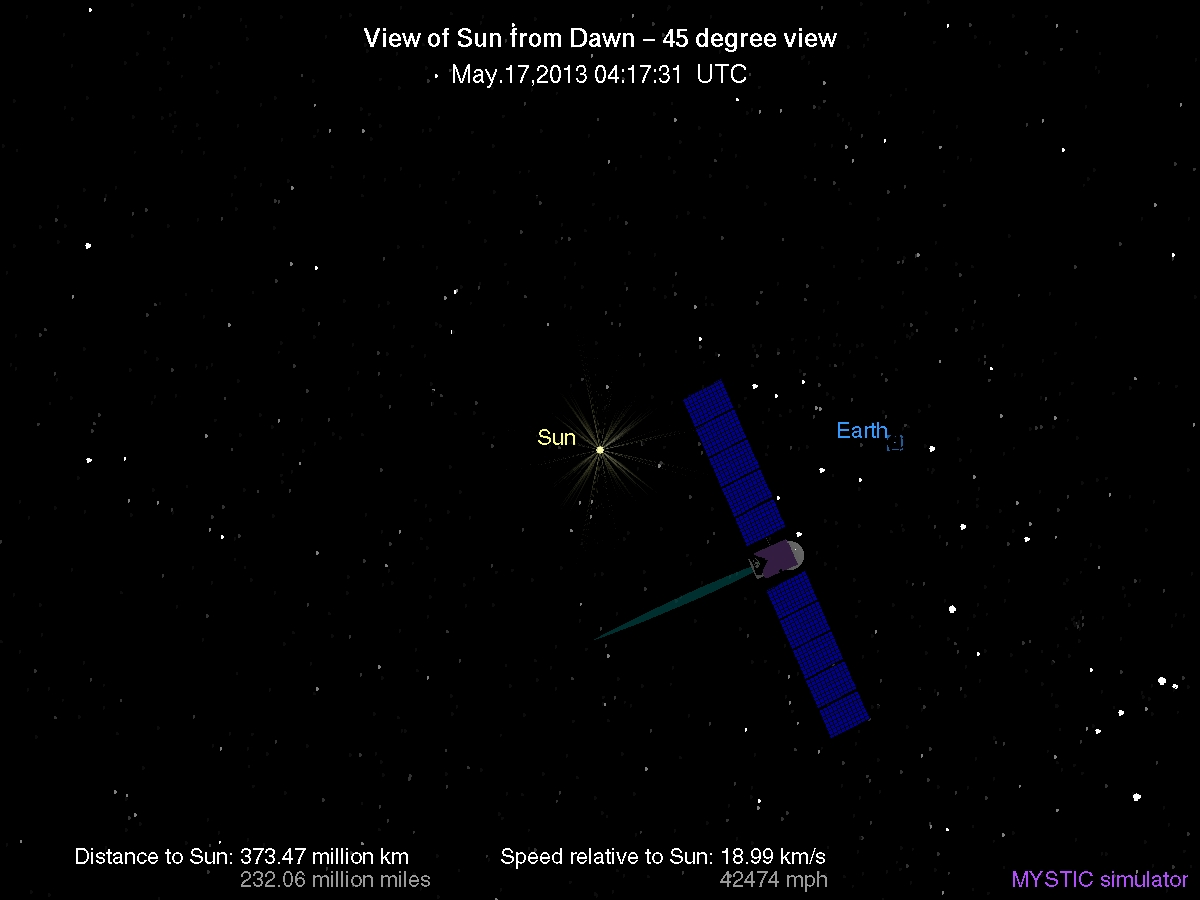 View of Sun from Dawn – 45 degree view
May.17,2013 04:17:31 UTC
Sun
Earth
Distance to Sun: 373.47 million km
232.06 million miles
Speed relative to Sun: 18.99 km/s
42474 mph
MYSTIC simulator